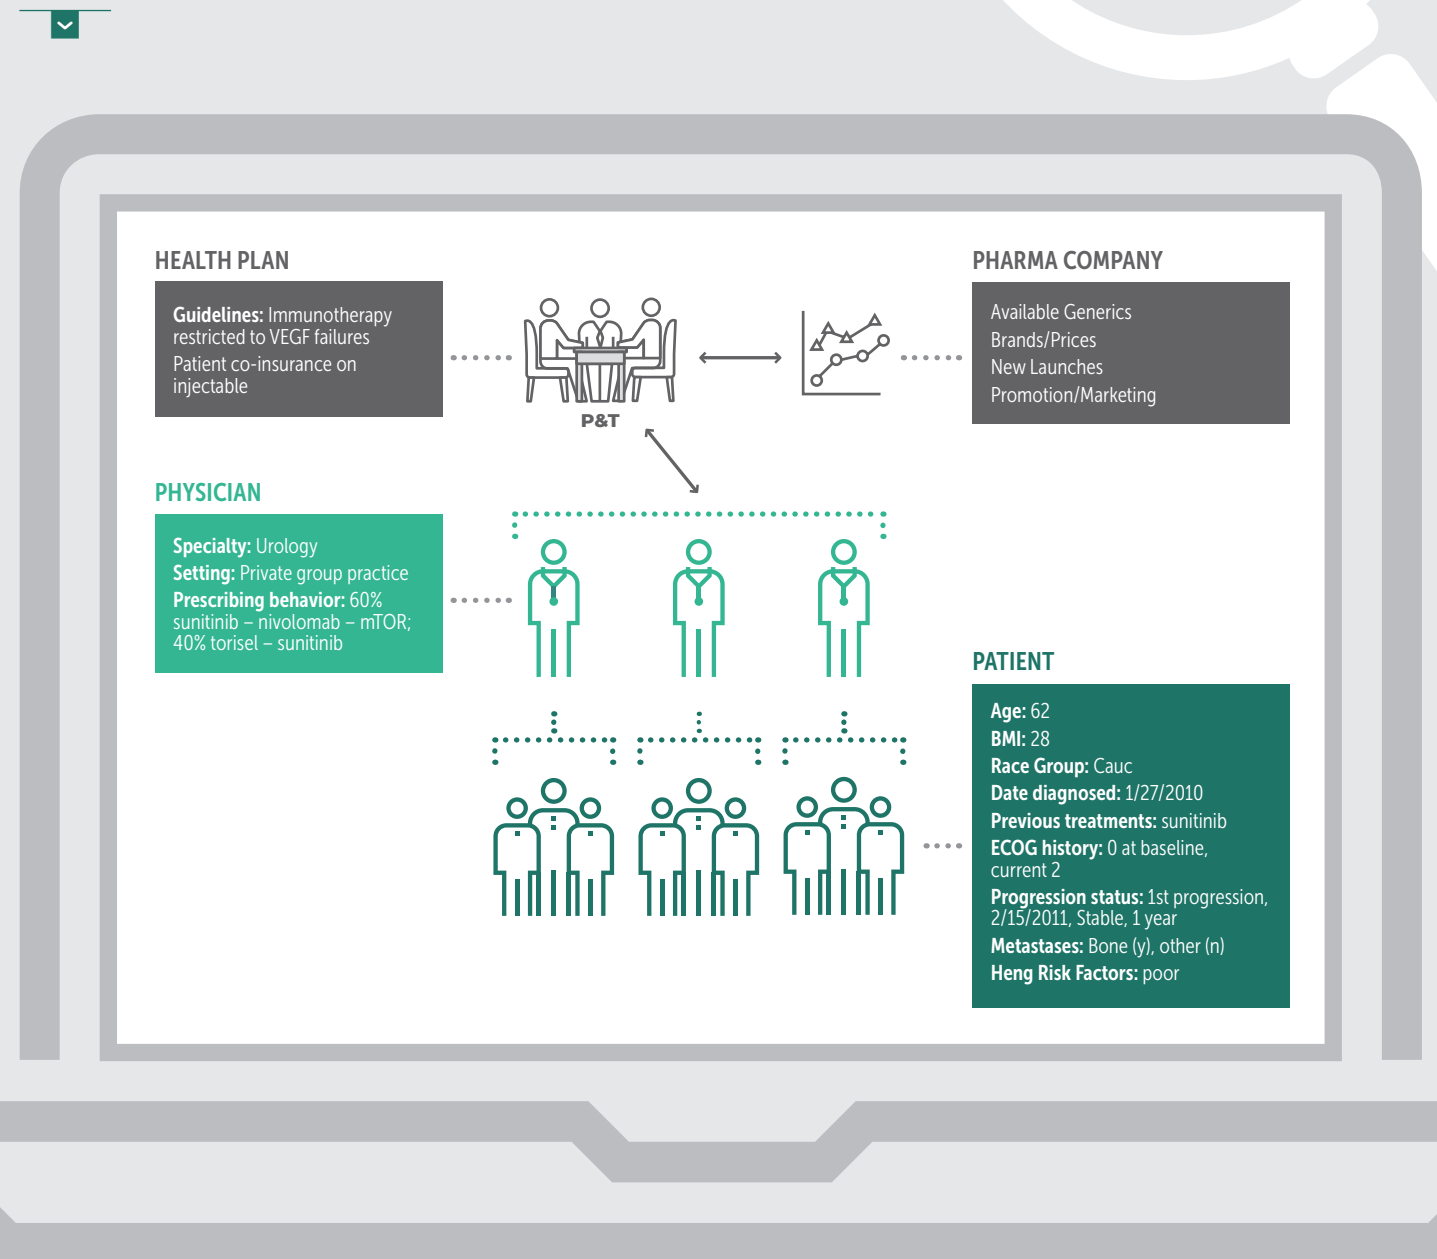 HEALTH PLAN
Guidelines: Immunotherapy
restricted to VEGF failures
Patient co-insurance on
injectable
P&T
PHARMA COMPANY
Available Generics
Brands/Prices
New Launches
Promotion/Marketing
PHYSICIAN
Specialty: Urology
Setting: Private group practice
Prescribing behavior: 60%
sunitinib – nivolomab – mTOR;
40% torisel – sunitinib
PATIENT
Age: 62
BMI: 28
Race Group: Cauc
Date diagnosed: 1/27/2010
Previous treatments: sunitinib
ECOG history: 0 at baseline,
current 2
Progression status: 1st progression,
2/15/2011, Stable, 1 year
Metastases: Bone (y), other (n)
Heng Risk Factors: poor